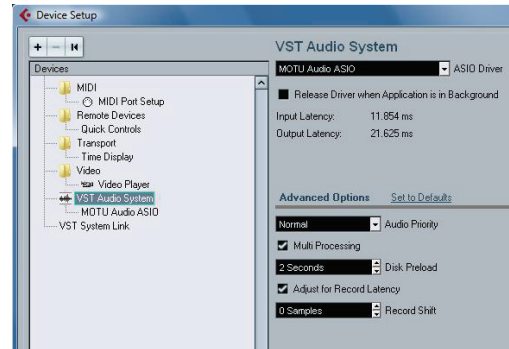 Device Setup
+ – |◀
Devices
MIDI
MIDI Port Setup
Remote Devices
Quick Controls
Transport
Time Display
Video
Video Player
VST Audio System
MOTU Audio ASIO
VST System Link
VST Audio System
MOTU Audio ASIO ASIO Driver
Release Driver when Application is in Background
Input Latency: 11.854 ms
Output Latency: 21.625 ms
Advanced Options Set to Defaults
Normal Audio Priority
Multi Processing
2 Seconds Disk Preload
Adjust for Record Latency
0 Samples Record Shift